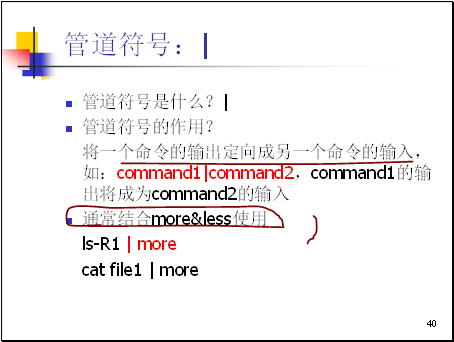 管道符号：|
管道符号是什么？|
管道符号的作用？
将一个命令的输出定向成另一个命令的输入，
如：command1|command2，command1的输
出将成为command2的输入
通常结合more&less使用
ls-R1 | more
cat file1 | more
40